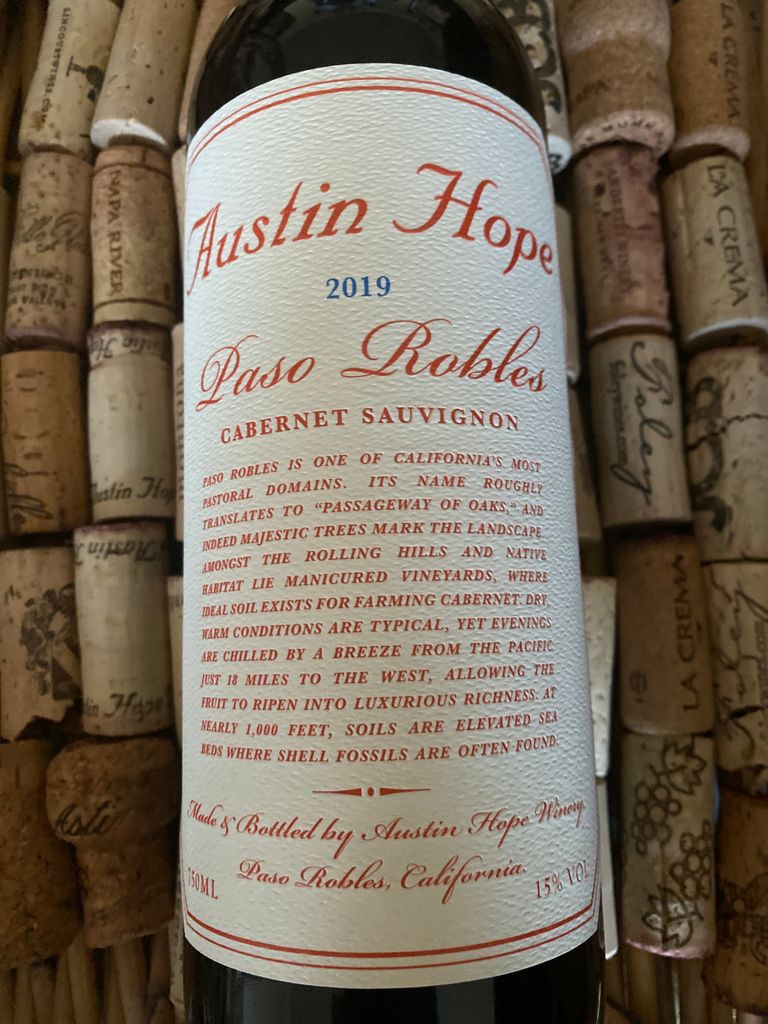 Austin Hope
2019
Paso Robles
CABERNET SAUVIGNON
PASO ROBLES IS ONE OF CALIFORNIA'S MOST
PASTORAL DOMAINS. ITS NAME ROUGHLY
TRANSLATES TO "PASSAGEWAY OF OAKS," AND
INDEED MAJESTIC TREES MARK THE LANDSCAPE.
AMONGST THE ROLLING HILLS AND NATIVE
HABITAT LIE MANICURED VINEYARDS, WHERE
IDEAL SOIL EXISTS FOR FARMING CABERNET. DRY,
WARM CONDITIONS ARE TYPICAL, YET EVENINGS
ARE CHILLED BY A BREEZE FROM THE PACIFIC
JUST 18 MILES TO THE WEST, ALLOWING THE
FRUIT TO RIPEN INTO LUXURIOUS RICHNESS. AT
NEARLY 1,000 FEET, SOILS ARE ELEVATED SEA
BEDS WHERE SHELL FOSSILS ARE OFTEN FOUND.
Made & Bottled by Austin Hope Winery,
Paso Robles, California.
750ML
15% VOL
NAPA RIVER
Austin Hope
Asti
LA CREMA
LA CREMA
LA CREMA
Foley